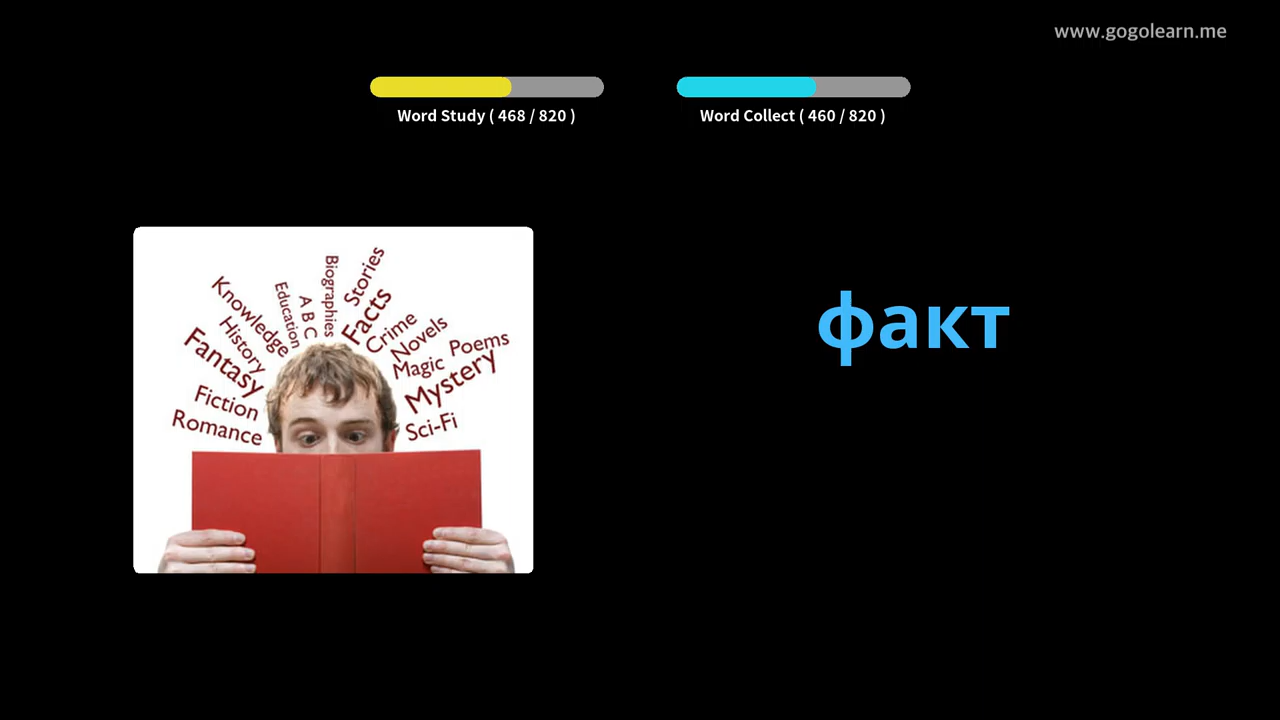 www.gogolearn.me
Word Study ( 468 / 820 )
Word Collect ( 460 / 820 )
Biographies
Stories
Education
A B C
Facts
Knowledge
Crime
History
Novels
Poems
Fantasy
Magic
Mystery
Fiction
Romance
Sci-Fi
факт